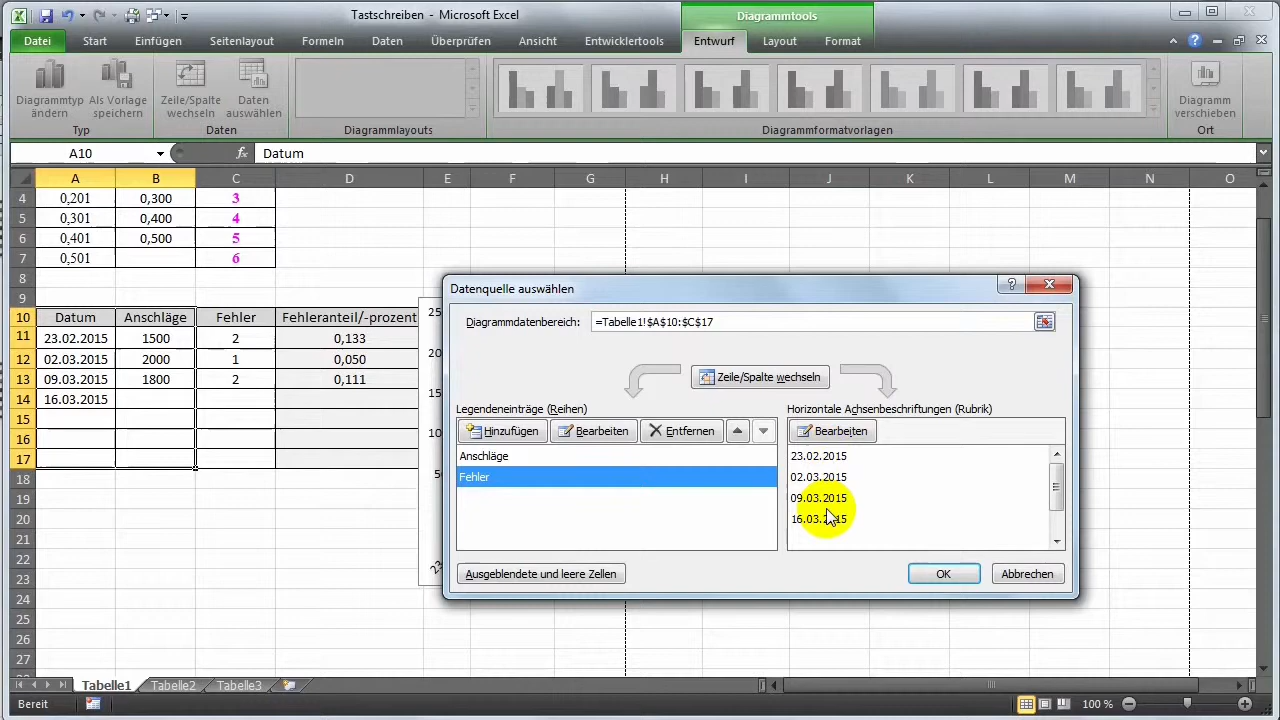 Tastschreiben - Microsoft Excel
Diagrammtools
Datei Start Einfügen Seitenlayout Formeln Daten Überprüfen Ansicht Entwicklertools Entwurf Layout Format
Diagrammtyp ändern
Als Vorlage speichern
Zeile/Spalte wechseln
Daten auswählen
Diagramm verschieben
Typ Daten Diagrammlayouts Diagrammformatvorlagen Ort
A10 fx Datum
A B C D E F G H I J K L M N O
4 0,201 0,300 3
5 0,301 0,400 4
6 0,401 0,500 5
7 0,501 6
8
9
10 Datum Anschläge Fehler Fehleranteil/-prozent
11 23.02.2015 1500 2 0,133
12 02.03.2015 2000 1 0,050
13 09.03.2015 1800 2 0,111
14 16.03.2015
15
16
17
18
19
20
21
22
23
24
25
26
27
Datenquelle auswählen
Diagrammdatenbereich: =Tabelle1!$A$10:$C$17
Zeile/Spalte wechseln
Legendeneinträge (Reihen)
Hinzufügen Bearbeiten Entfernen
Anschläge
Fehler
Horizontale Achsenbeschriftungen (Rubrik)
Bearbeiten
23.02.2015
02.03.2015
09.03.2015
16.03.2015
Ausgeblendete und leere Zellen
OK Abbrechen
Tabelle1 Tabelle2 Tabelle3
Bereit 100 %